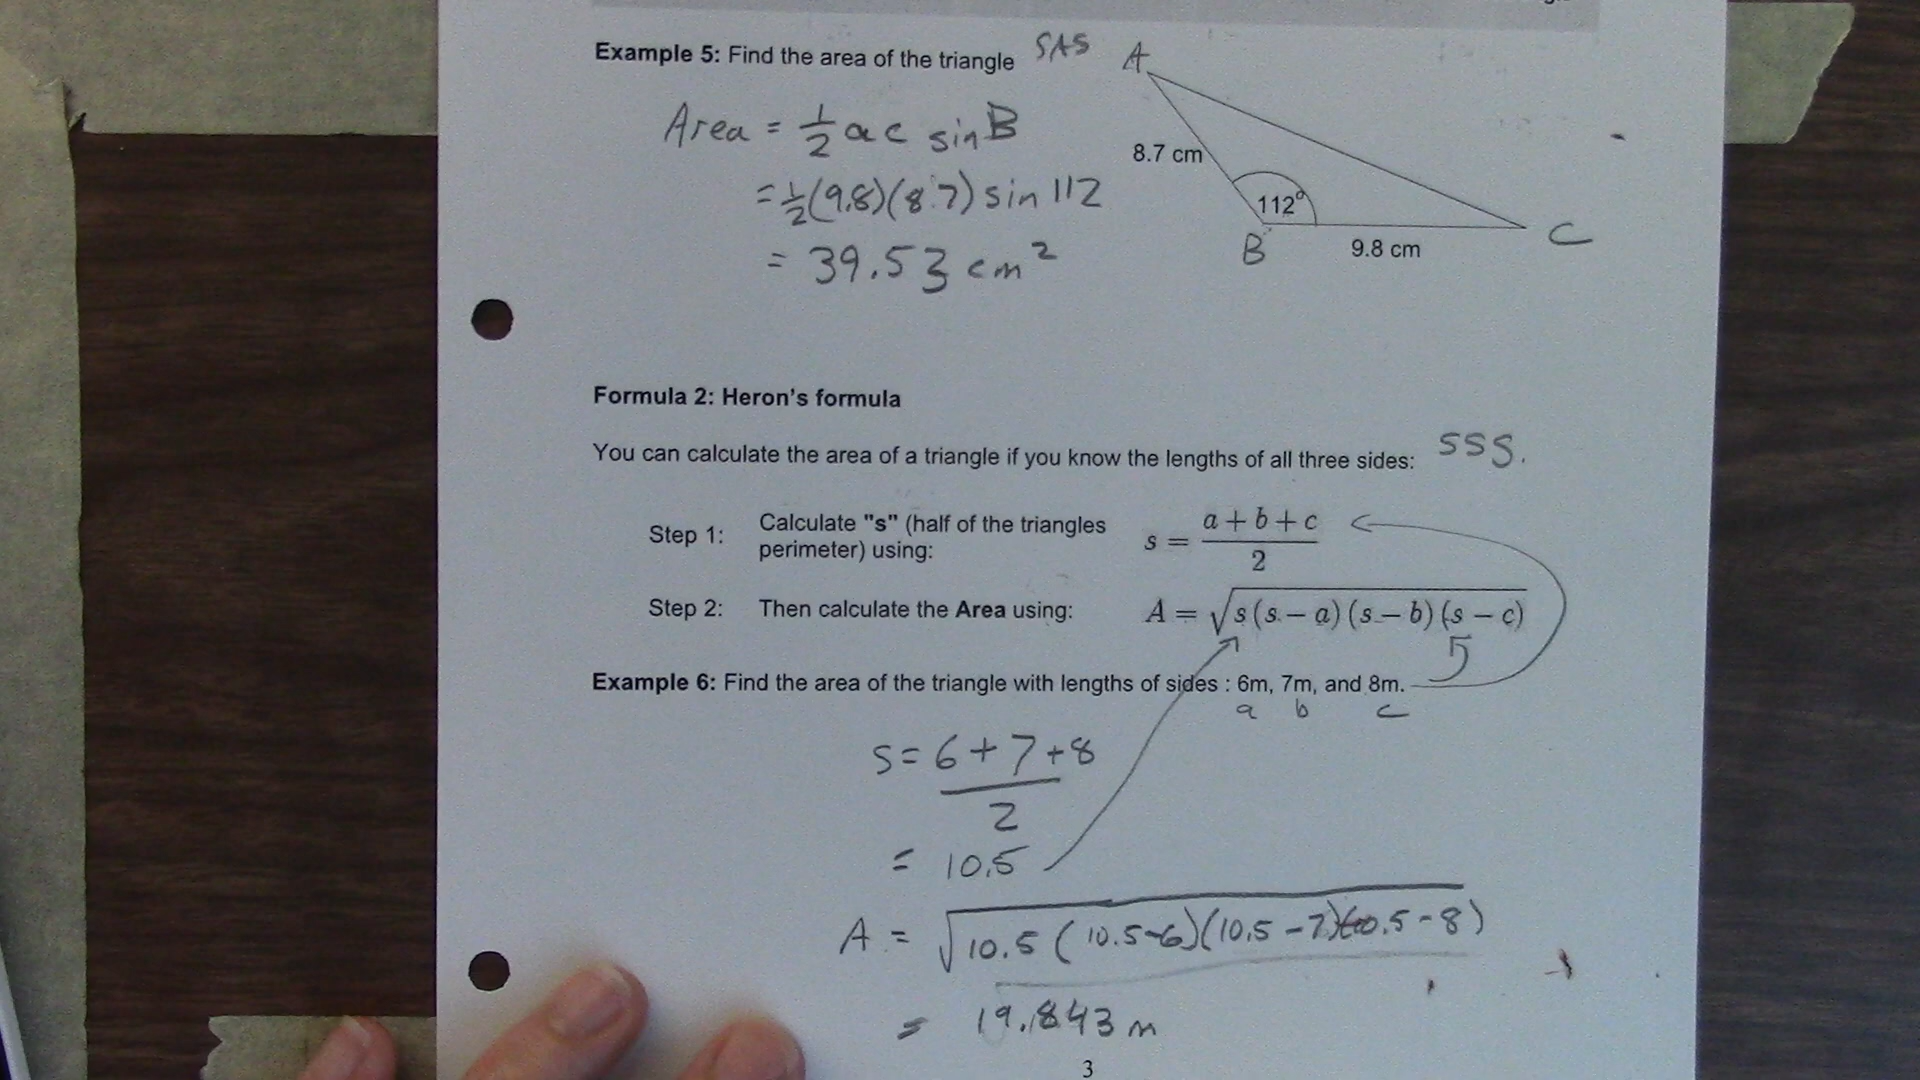 Example 5: Find the area of the triangle SAS
A
Area = 1/2 a c sin B
8.7 cm
= 1/2 (9.8)(8.7) sin 112
112°
B
9.8 cm
C
= 39.53 cm²
Formula 2: Heron's formula
You can calculate the area of a triangle if you know the lengths of all three sides: SSS.
Step 1: Calculate "s" (half of the triangles
perimeter) using:
s = (a + b + c)/2
Step 2: Then calculate the Area using: A = √s(s – a)(s – b)(s – c)
Example 6: Find the area of the triangle with lengths of sides : 6m, 7m, and 8m.
a b c
s = 6 + 7 + 8
2
= 10.5
A = √10.5 (10.5-6)(10.5-7)(10.5-8)
= 19.843 m
3